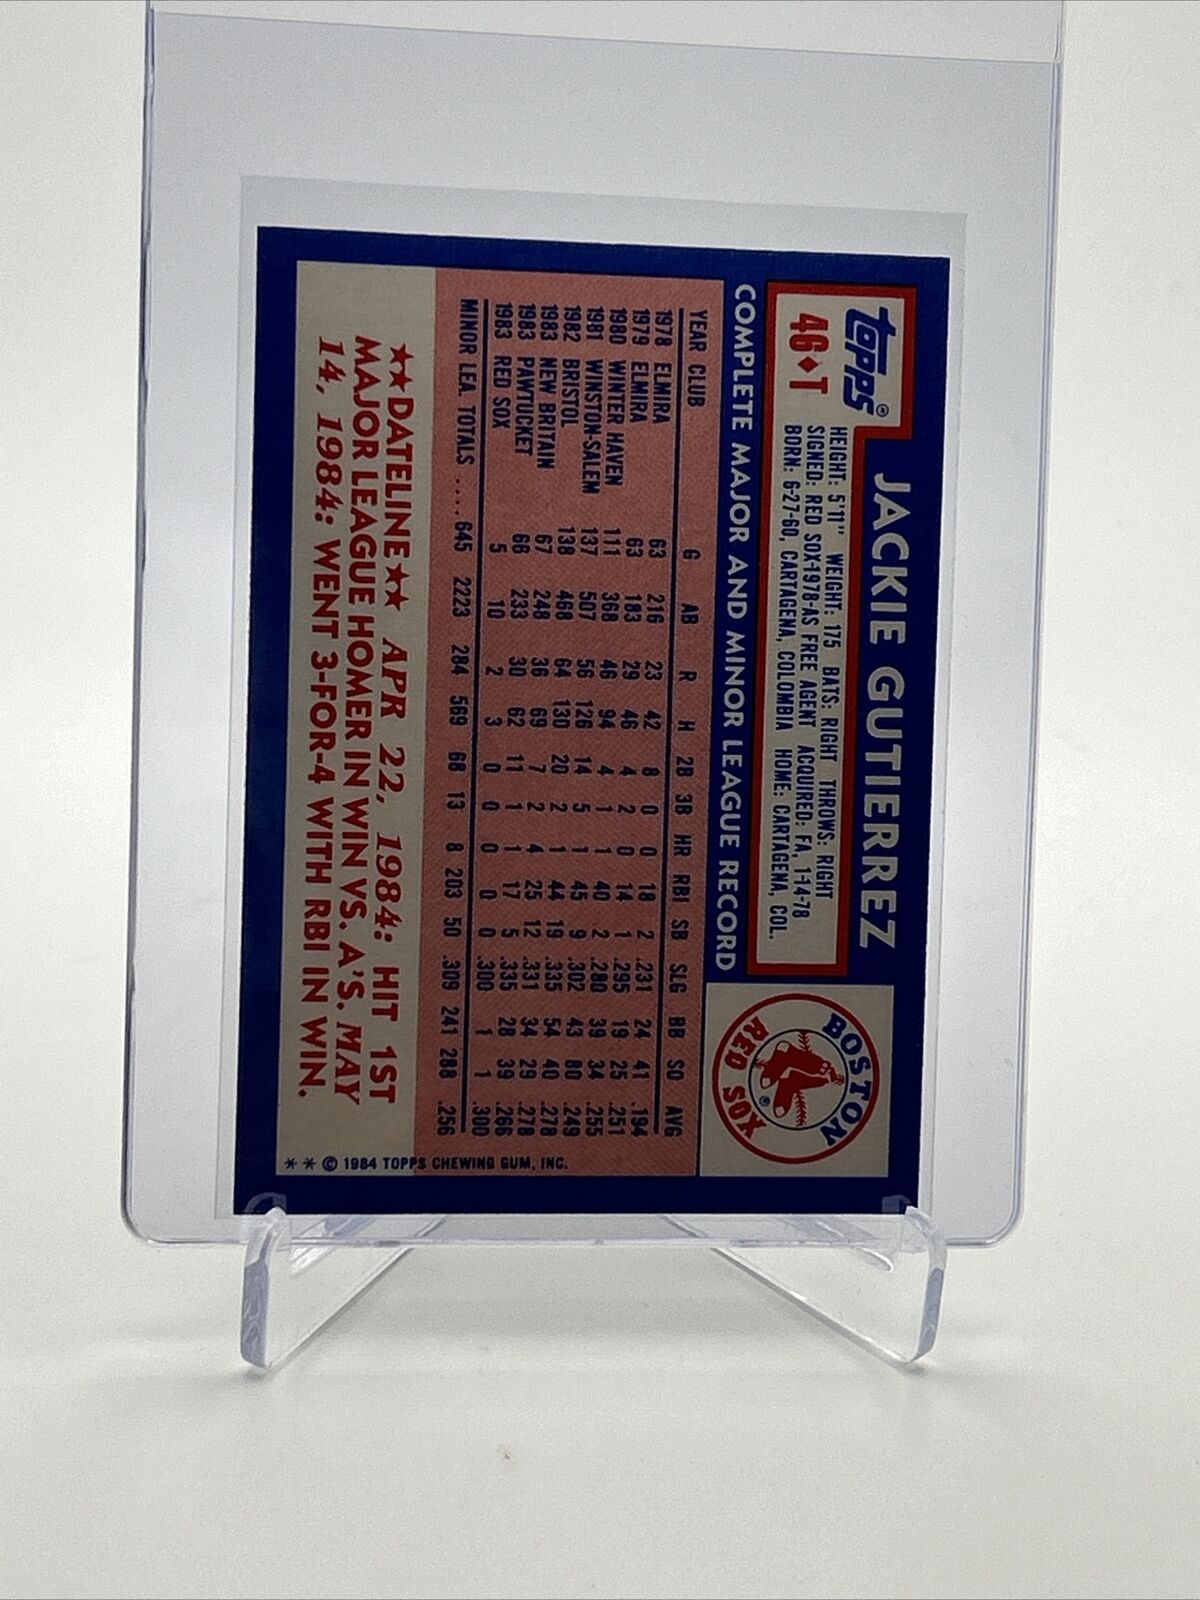 topps®
46♦T
JACKIE GUTIERREZ
HEIGHT: 5'11" WEIGHT: 175 BATS: RIGHT THROWS: RIGHT
SIGNED: RED SOX-1978-AS FREE AGENT ACQUIRED: FA, 1-14-78
BORN: 6-27-60, CARTAGENA, COLOMBIA HOME: CARTAGENA, COL.
BOSTON RED SOX ®
COMPLETE MAJOR AND MINOR LEAGUE RECORD
YEAR CLUB G AB R H 2B 3B HR RBI SB SLG BB SO AVG
1978 ELMIRA 63 216 23 42 8 0 0 18 2 .231 24 41 .194
1979 ELMIRA 63 183 29 46 4 2 0 14 1 .295 19 25 .251
1980 WINTER HAVEN 111 368 46 94 4 1 1 40 2 .280 39 34 .255
1981 WINSTON-SALEM 137 507 56 126 14 5 1 45 9 .302 43 80 .249
1982 BRISTOL 138 468 64 130 20 2 1 44 19 .335 54 40 .278
1983 NEW BRITAIN 67 248 36 69 7 2 4 25 12 .331 34 29 .278
1983 PAWTUCKET 66 233 30 62 11 1 1 17 5 .335 28 39 .266
1983 RED SOX 5 10 2 3 0 0 0 0 0 .300 1 1 .300
MINOR LEA. TOTALS .... 645 2223 284 569 68 13 8 203 50 .309 241 288 .256
★★DATELINE★★ APR 22, 1984: HIT 1ST
MAJOR LEAGUE HOMER IN WIN VS. A'S. MAY
14, 1984: WENT 3-FOR-4 WITH RBI IN WIN.
** © 1984 TOPPS CHEWING GUM, INC.